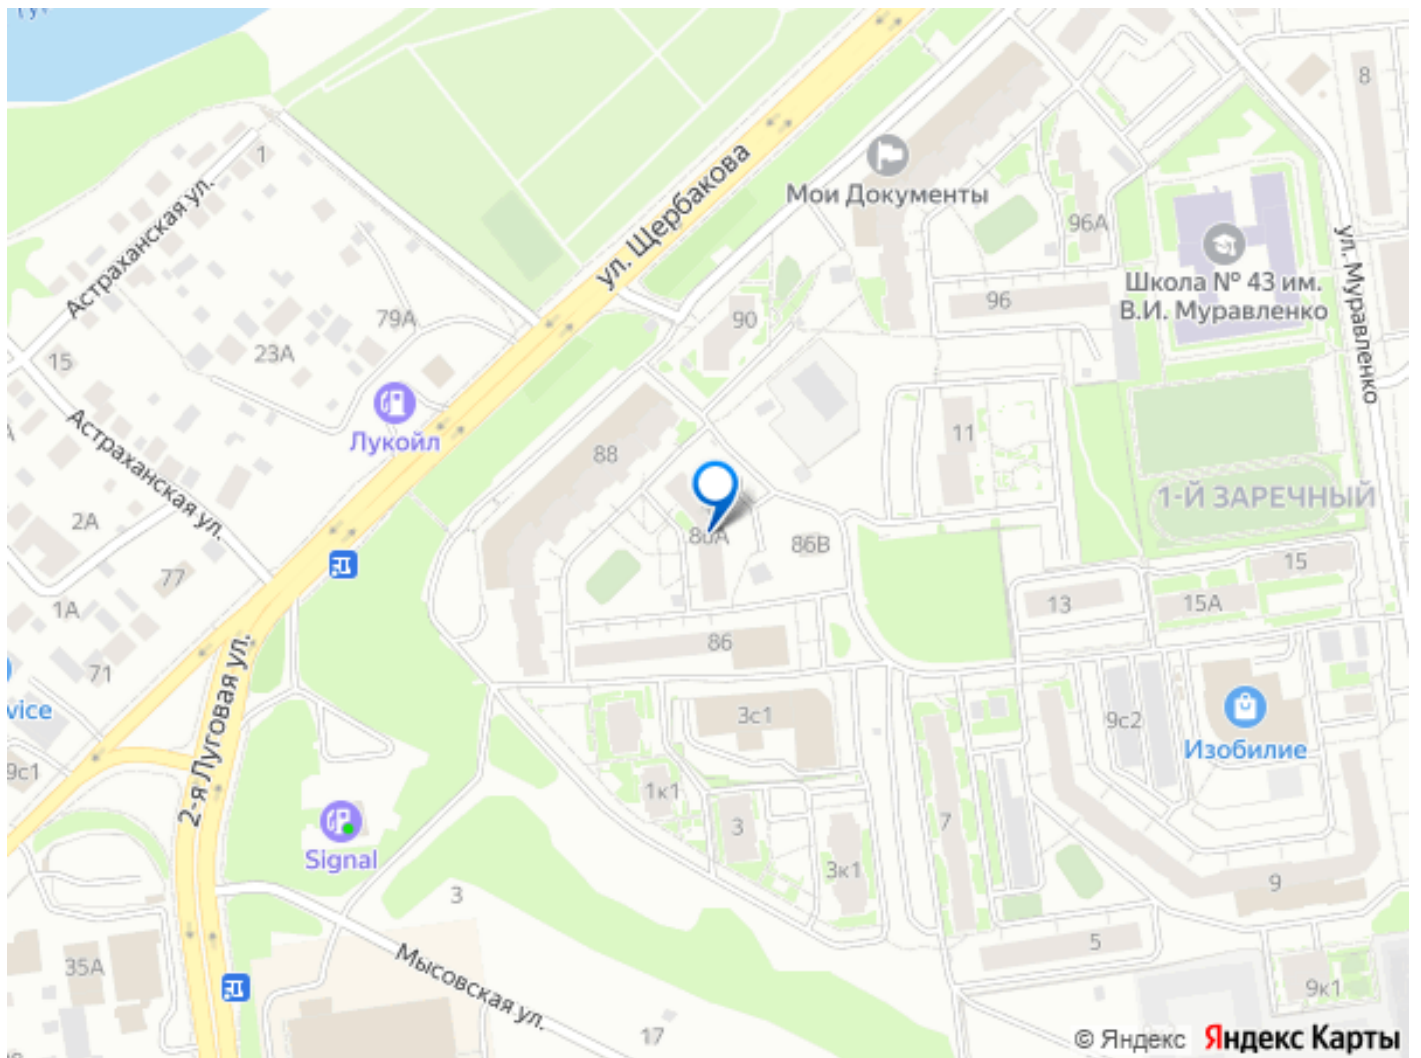 8
1
Астраханская ул.
ул. Щербакова
Мои Документы
96А
ул. Муравленко
Школа № 43 им.
В.И. Муравленко
96
90
79А
23А
15
Лукойл
Астраханская ул.
11
88
1-Й ЗАРЕЧНЫЙ
2А
86В
77
15
1А
13
15А
86
71
2-я Луговая ул.
vice
3с1
9с2
Изобилие
9с1
1к1
3
7
Signal
3к1
9
3
5
35А
Мысовская ул.
9к1
17
© Яндекс Яндекс Карты